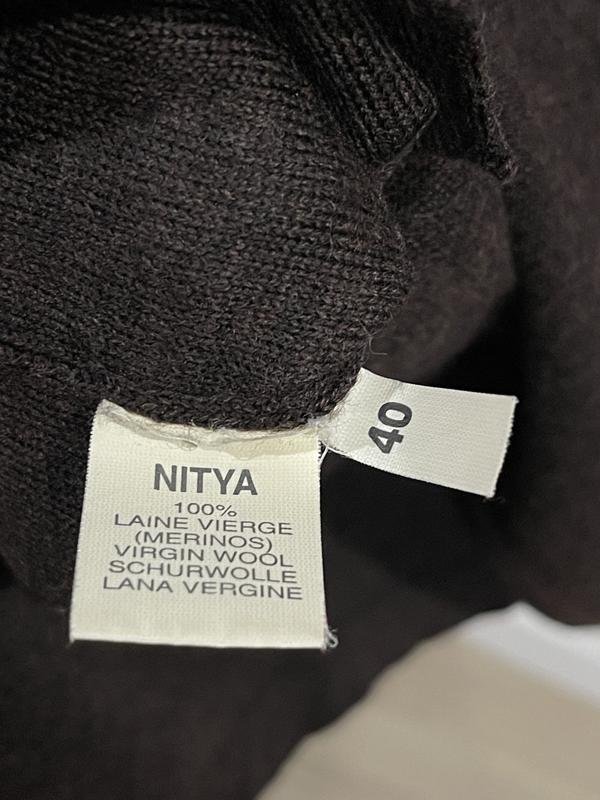 NITYA
100%
LAINE VIERGE
(MERINOS)
VIRGIN WOOL
SCHURWOLLE
LANA VERGINE
40